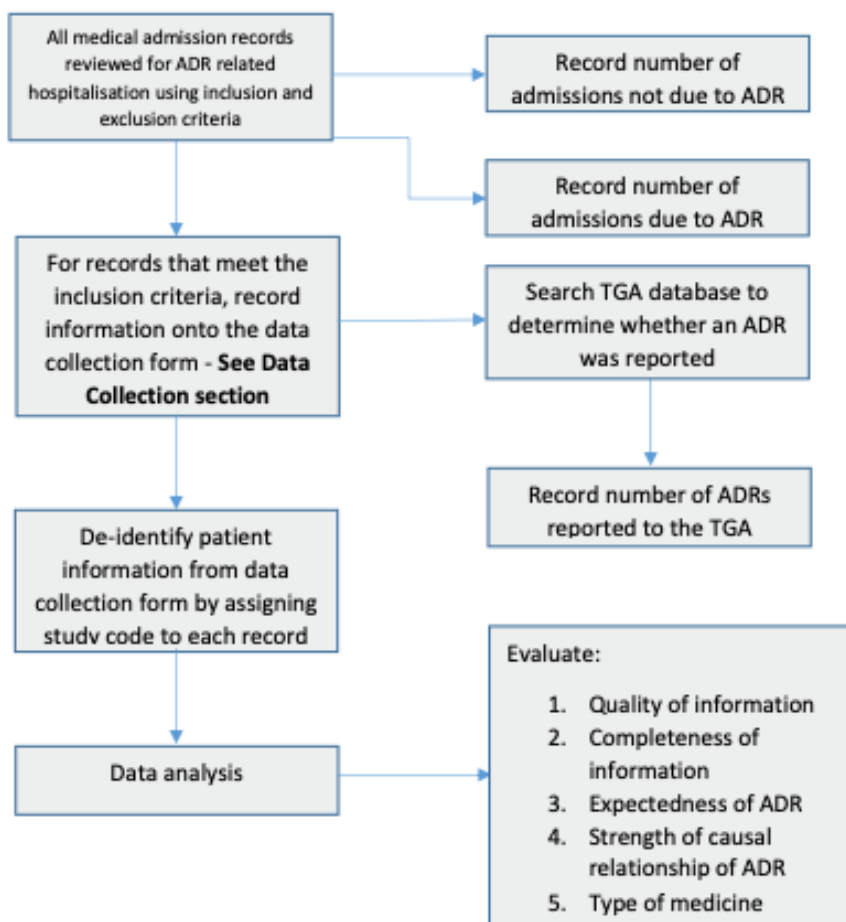 All medical admission records
reviewed for ADR related
hospitalisation using inclusion and
exclusion criteria
Record number of
admissions not due to ADR
Record number of
admissions due to ADR
For records that meet the
inclusion criteria, record
information onto the data
collection form - See Data
Collection section
Search TGA database to
determine whether an ADR
was reported
Record number of ADRs
reported to the TGA
De-identify patient
information from data
collection form by assigning
study code to each record
Data analysis
Evaluate:
1. Quality of information
2. Completeness of
information
3. Expectedness of ADR
4. Strength of causal
relationship of ADR
5. Type of medicine